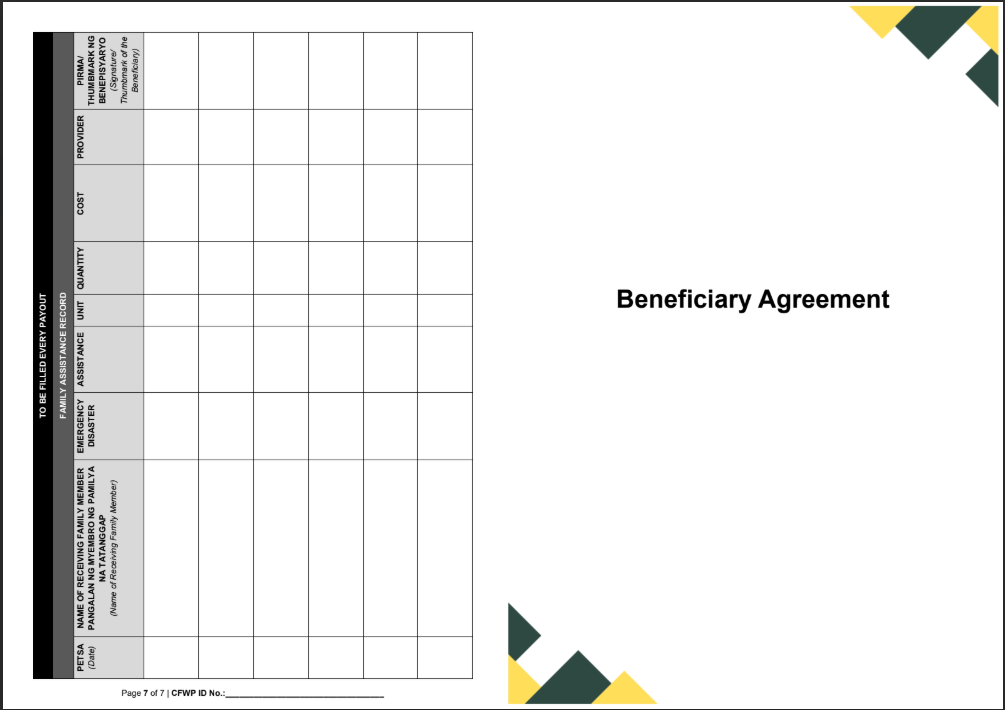 TO BE FILLED EVERY PAYOUT
FAMILY ASSISTANCE RECORD
PETSA
(Date)
NAME OF RECEIVING FAMILY MEMBER
PANGALAN NG MYEMBRO NG PAMILYA
NA TATANGGAP
(Name of Receiving Family Member)
EMERGENCY
DISASTER
ASSISTANCE
UNIT
QUANTITY
COST
PROVIDER
PIRMA/
THUMBMARK NG
BENEPISYARYO
(Signature/
Thumbmark of the
Beneficiary)
Page 7 of 7 | CFWP ID No.:________________________________
Beneficiary Agreement